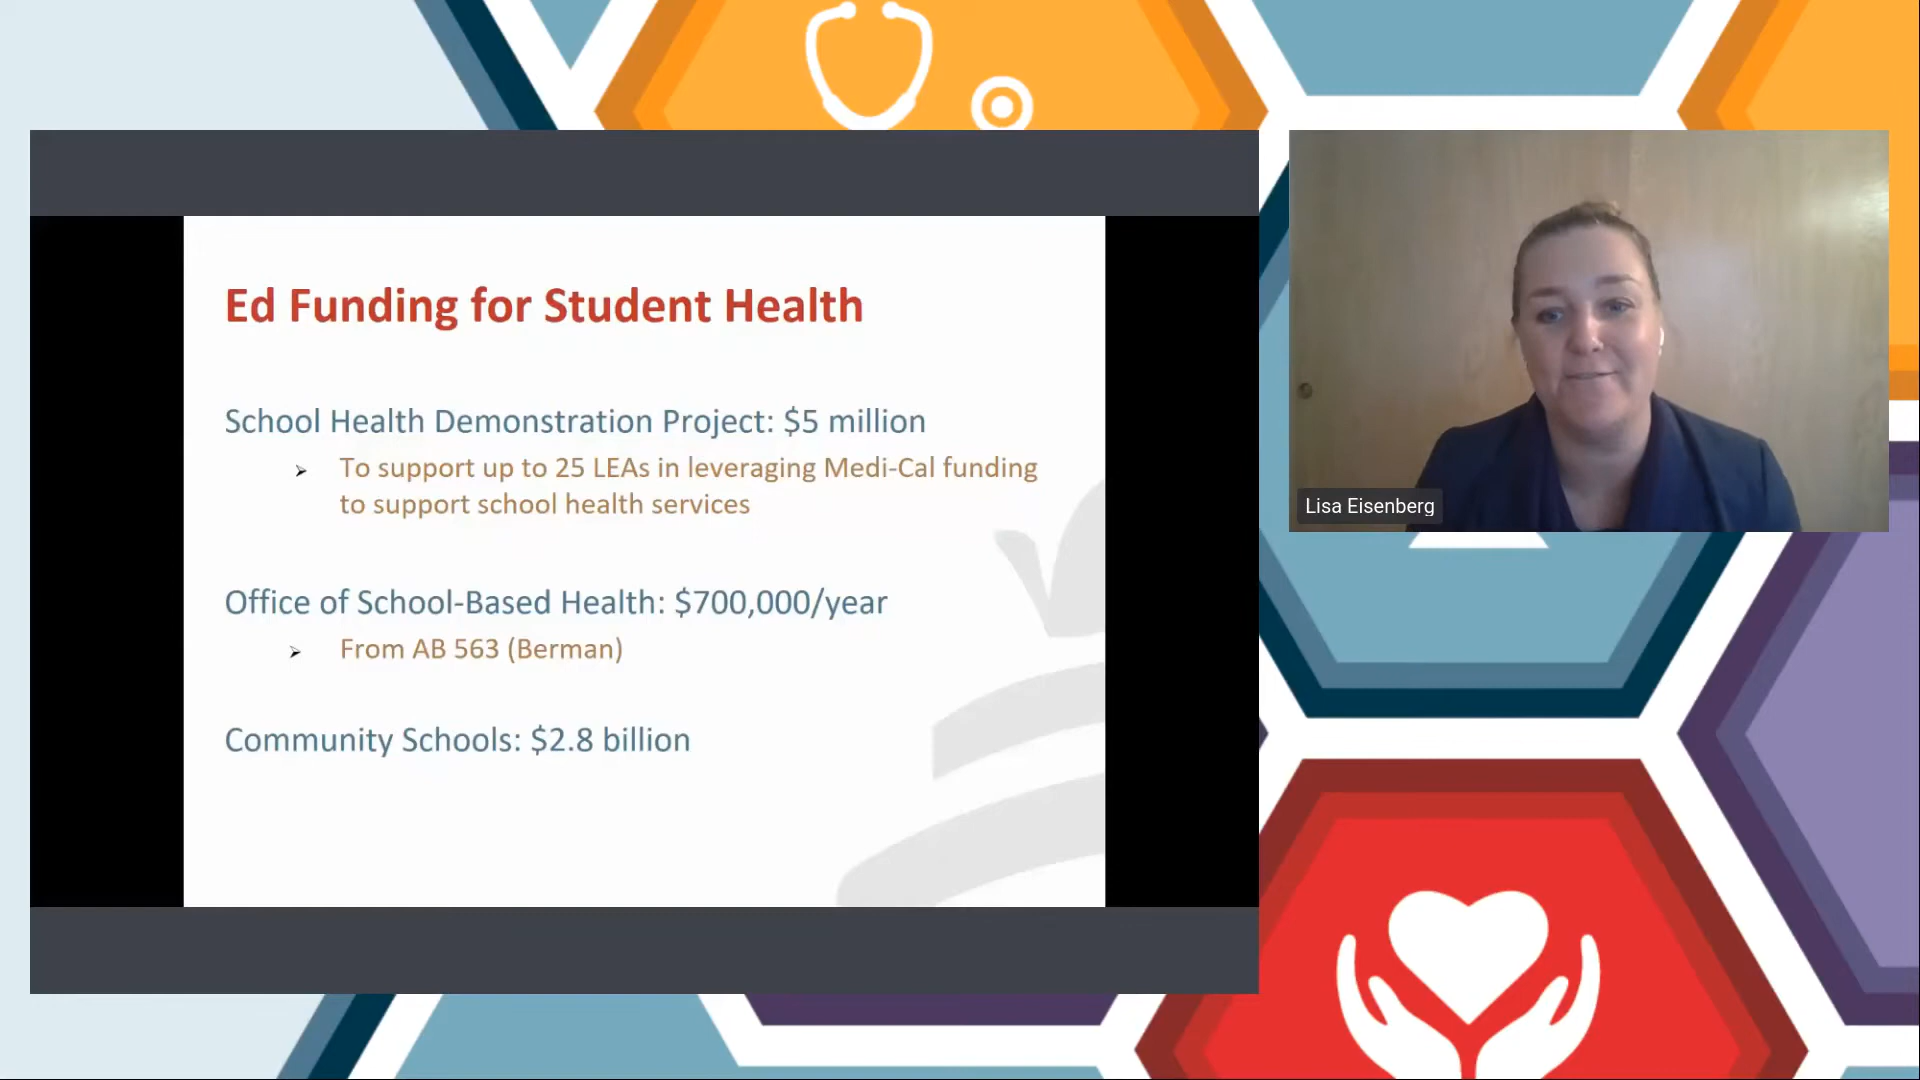 Ed Funding for Student Health
School Health Demonstration Project: $5 million
To support up to 25 LEAs in leveraging Medi-Cal funding
to support school health services
Office of School-Based Health: $700,000/year
From AB 563 (Berman)
Community Schools: $2.8 billion
Lisa Eisenberg